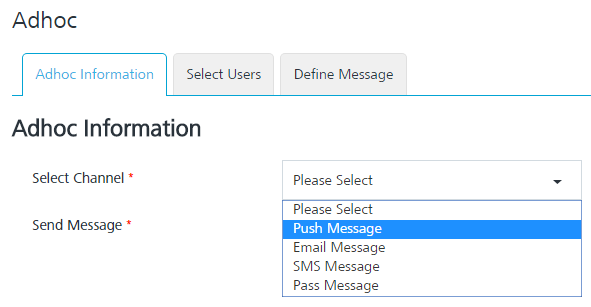 Adhoc
Adhoc Information Select Users Define Message
Adhoc Information
Select Channel * Please Select
Please Select
Send Message * Push Message
Email Message
SMS Message
Pass Message